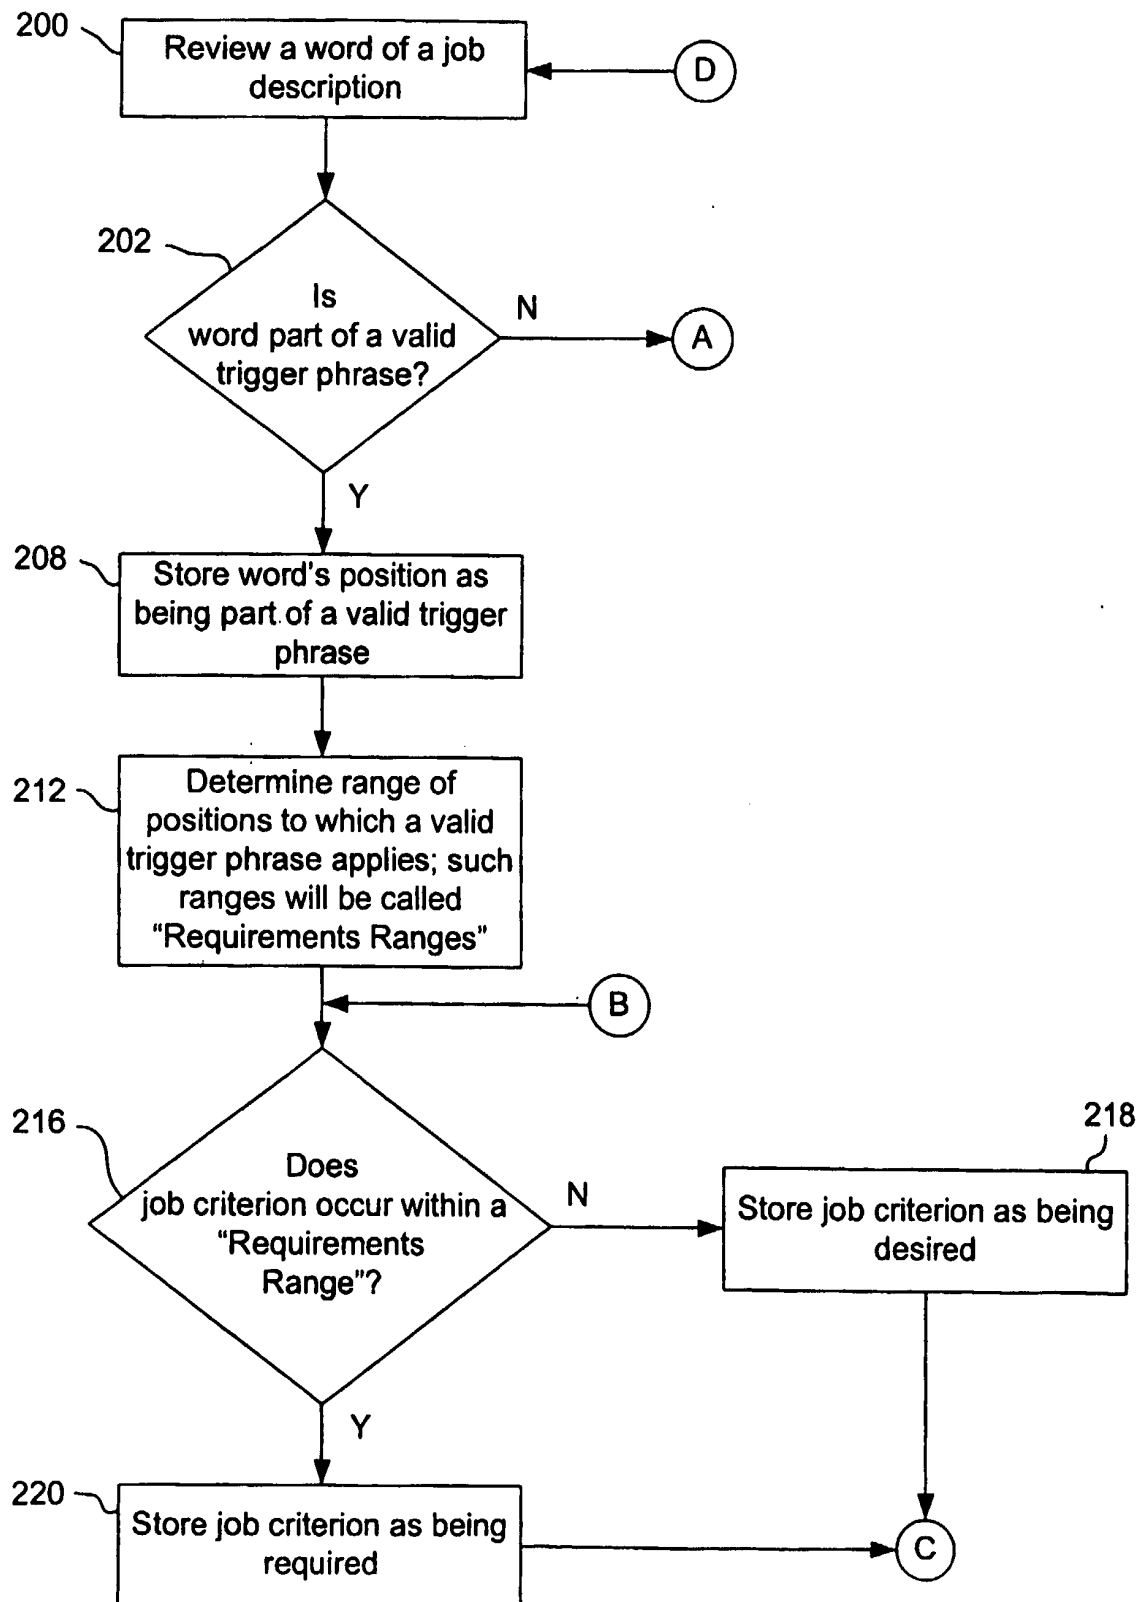 200
Review a word of a job
description
D
202
Is
word part of a valid
trigger phrase?
N
A
Y
208
Store word's position as
being part of a valid trigger
phrase
212
Determine range of
positions to which a valid
trigger phrase applies; such
ranges will be called
“Requirements Ranges”
B
216
Does
job criterion occur within a
“Requirements
Range”?
N
218
Store job criterion as being
desired
Y
220
Store job criterion as being
required
C